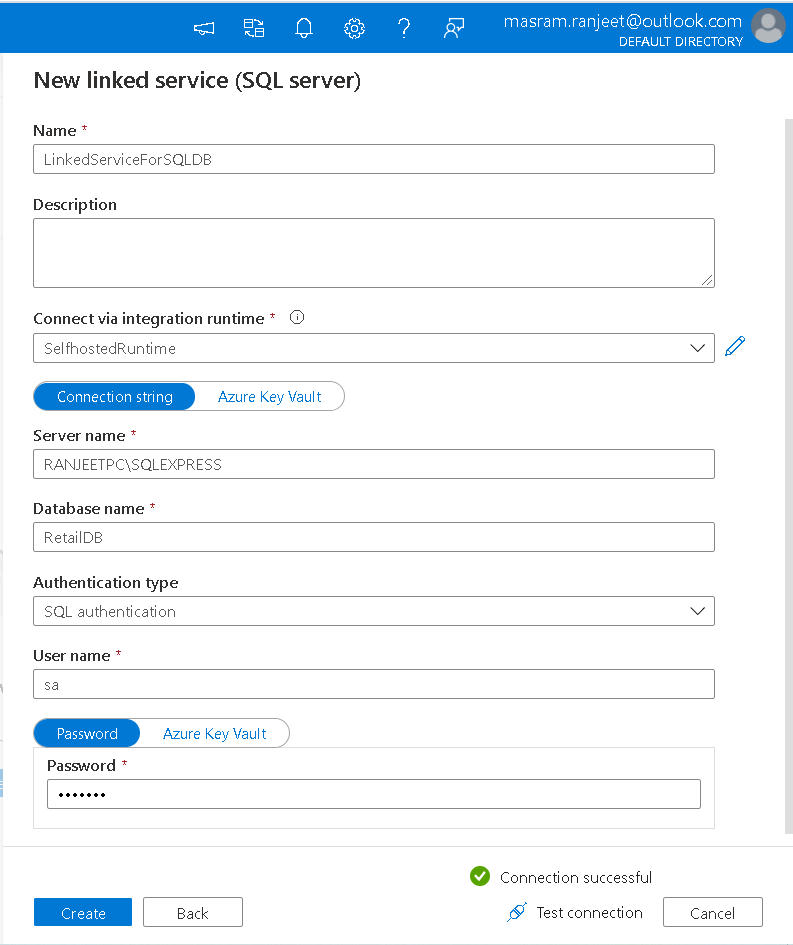 masram.ranjeet@outlook.com
DEFAULT DIRECTORY
New linked service (SQL server)
Name *
LinkedServiceForSQLDB
Description
Connect via integration runtime *
SelfhostedRuntime
Connection string Azure Key Vault
Server name *
RANJEETPC\SQLEXPRESS
Database name *
RetailDB
Authentication type
SQL authentication
User name *
sa
Password Azure Key Vault
Password *
•••••••
Connection successful
Create Back Test connection Cancel